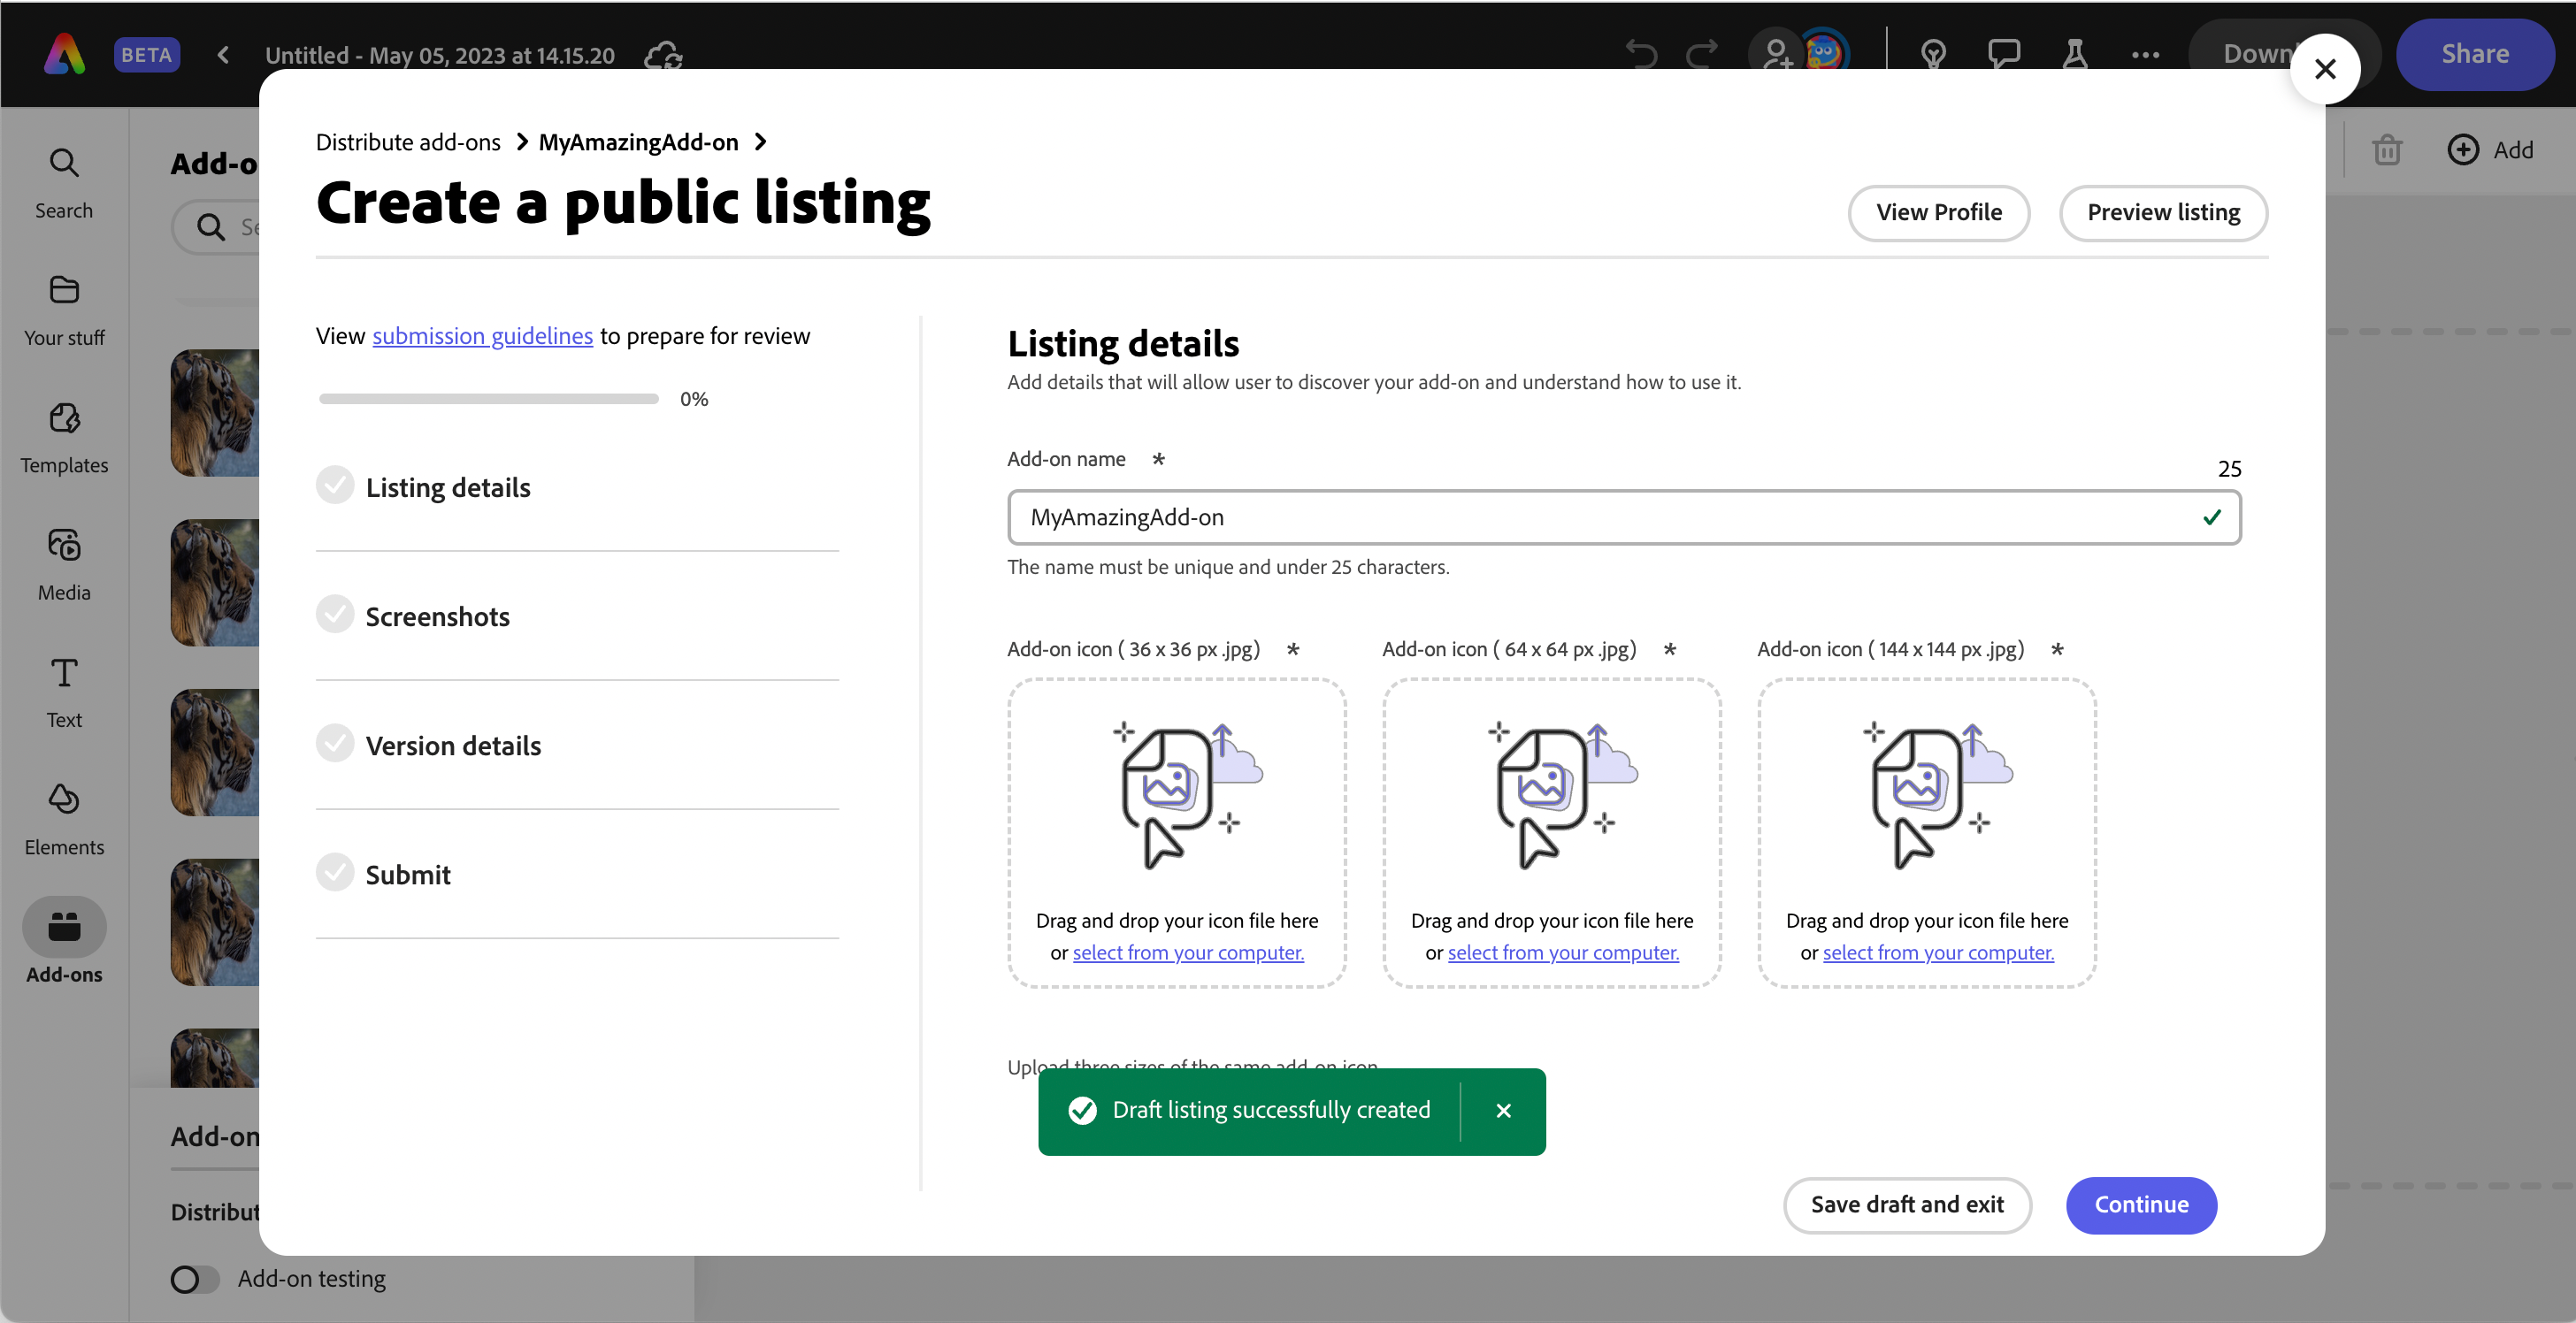 BETA
Untitled - May 05, 2023 at 14.15.20
Share
Search
Your stuff
Templates
Media
Text
Elements
Add-ons
Add
Distribute add-ons MyAmazingAdd-on
Create a public listing
View Profile
Preview listing
View submission guidelines to prepare for review
0%
Listing details
Screenshots
Version details
Submit
Listing details
Add details that will allow user to discover your add-on and understand how to use it.
Add-on name *
25
MyAmazingAdd-on
The name must be unique and under 25 characters.
Add-on icon ( 36 x 36 px .jpg) *
Add-on icon ( 64 x 64 px .jpg) *
Add-on icon ( 144 x 144 px .jpg) *
Drag and drop your icon file here
or select from your computer.
Drag and drop your icon file here
or select from your computer.
Drag and drop your icon file here
or select from your computer.
Upload three sizes of the same add-on icon
Draft listing successfully created
Save draft and exit
Continue
Add-on testing